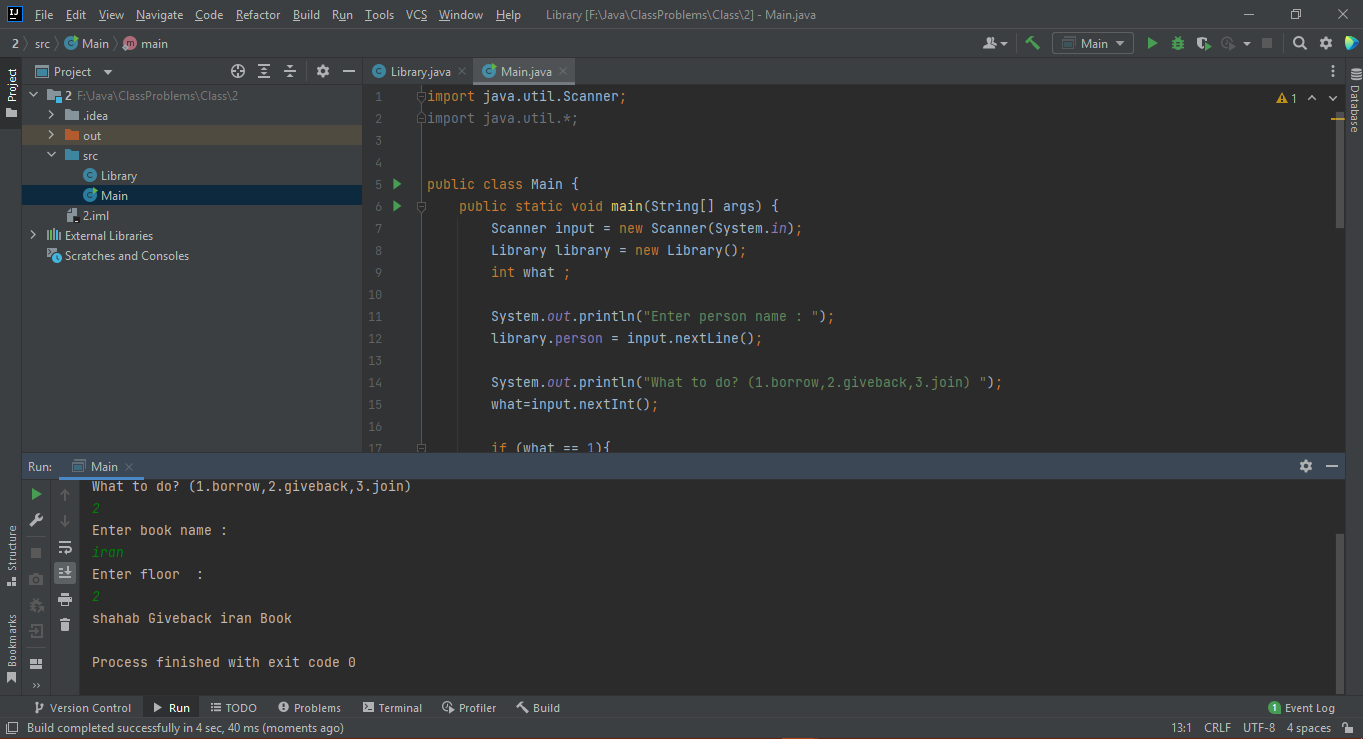 File Edit View Navigate Code Refactor Build Run Tools VCS Window Help Library [F:\Java\ClassProblems\Class\2] - Main.java
2 src Main main
Main
Project
Library.java
Main.java
Project
Database
Structure
Bookmarks
2 F:\Java\ClassProblems\Class\2
.idea
out
src
Library
Main
2.iml
External Libraries
Scratches and Consoles
1
1 import java.util.Scanner;
2 import java.util.*;
3
4
5 public class Main {
6 public static void main(String[] args) {
7 Scanner input = new Scanner(System.in);
8 Library library = new Library();
9 int what ;
10
11 System.out.println("Enter person name : ");
12 library.person = input.nextLine();
13
14 System.out.println("What to do? (1.borrow,2.giveback,3.join) ");
15 what=input.nextInt();
16
17 if (what == 1){
Run: Main
What to do? (1.borrow,2.giveback,3.join)
2
Enter book name :
iran
Enter floor  :
2
shahab Giveback iran Book
Process finished with exit code 0
Version Control Run TODO Problems Terminal Profiler Build 1 Event Log
Build completed successfully in 4 sec, 40 ms (moments ago) 13:1 CRLF UTF-8 4 spaces